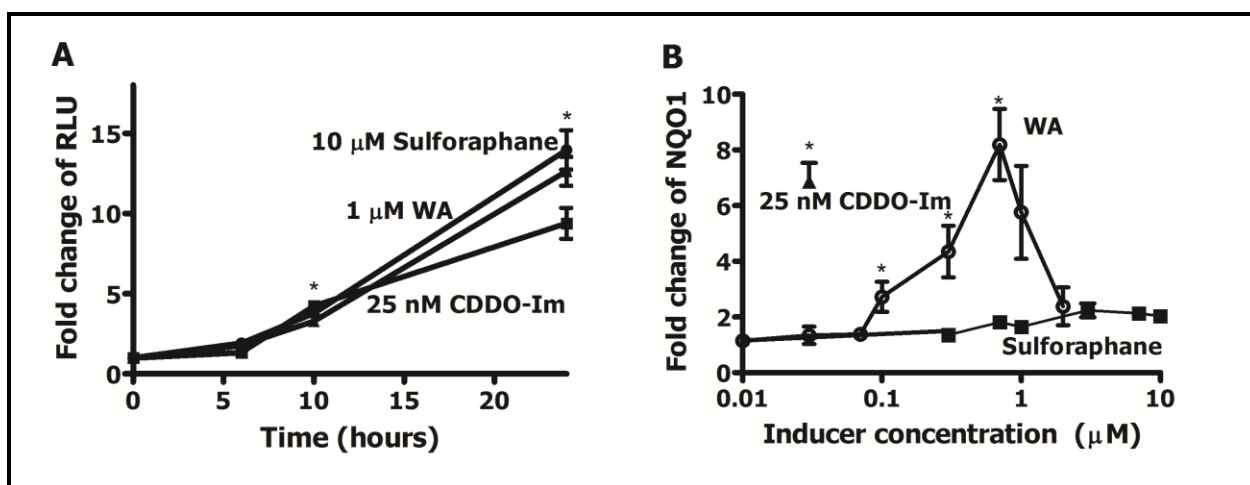 A
Fold change of RLU
15
10
5
0
*
*
10 μM Sulforaphane
1 μM WA
25 nM CDDO-Im
0
5
10
15
20
Time (hours)
B
Fold change of NQO1
10
8
6
4
2
0
*
*
*
*
WA
25 nM CDDO-Im
Sulforaphane
0.01
0.1
1
10
Inducer concentration (μM)